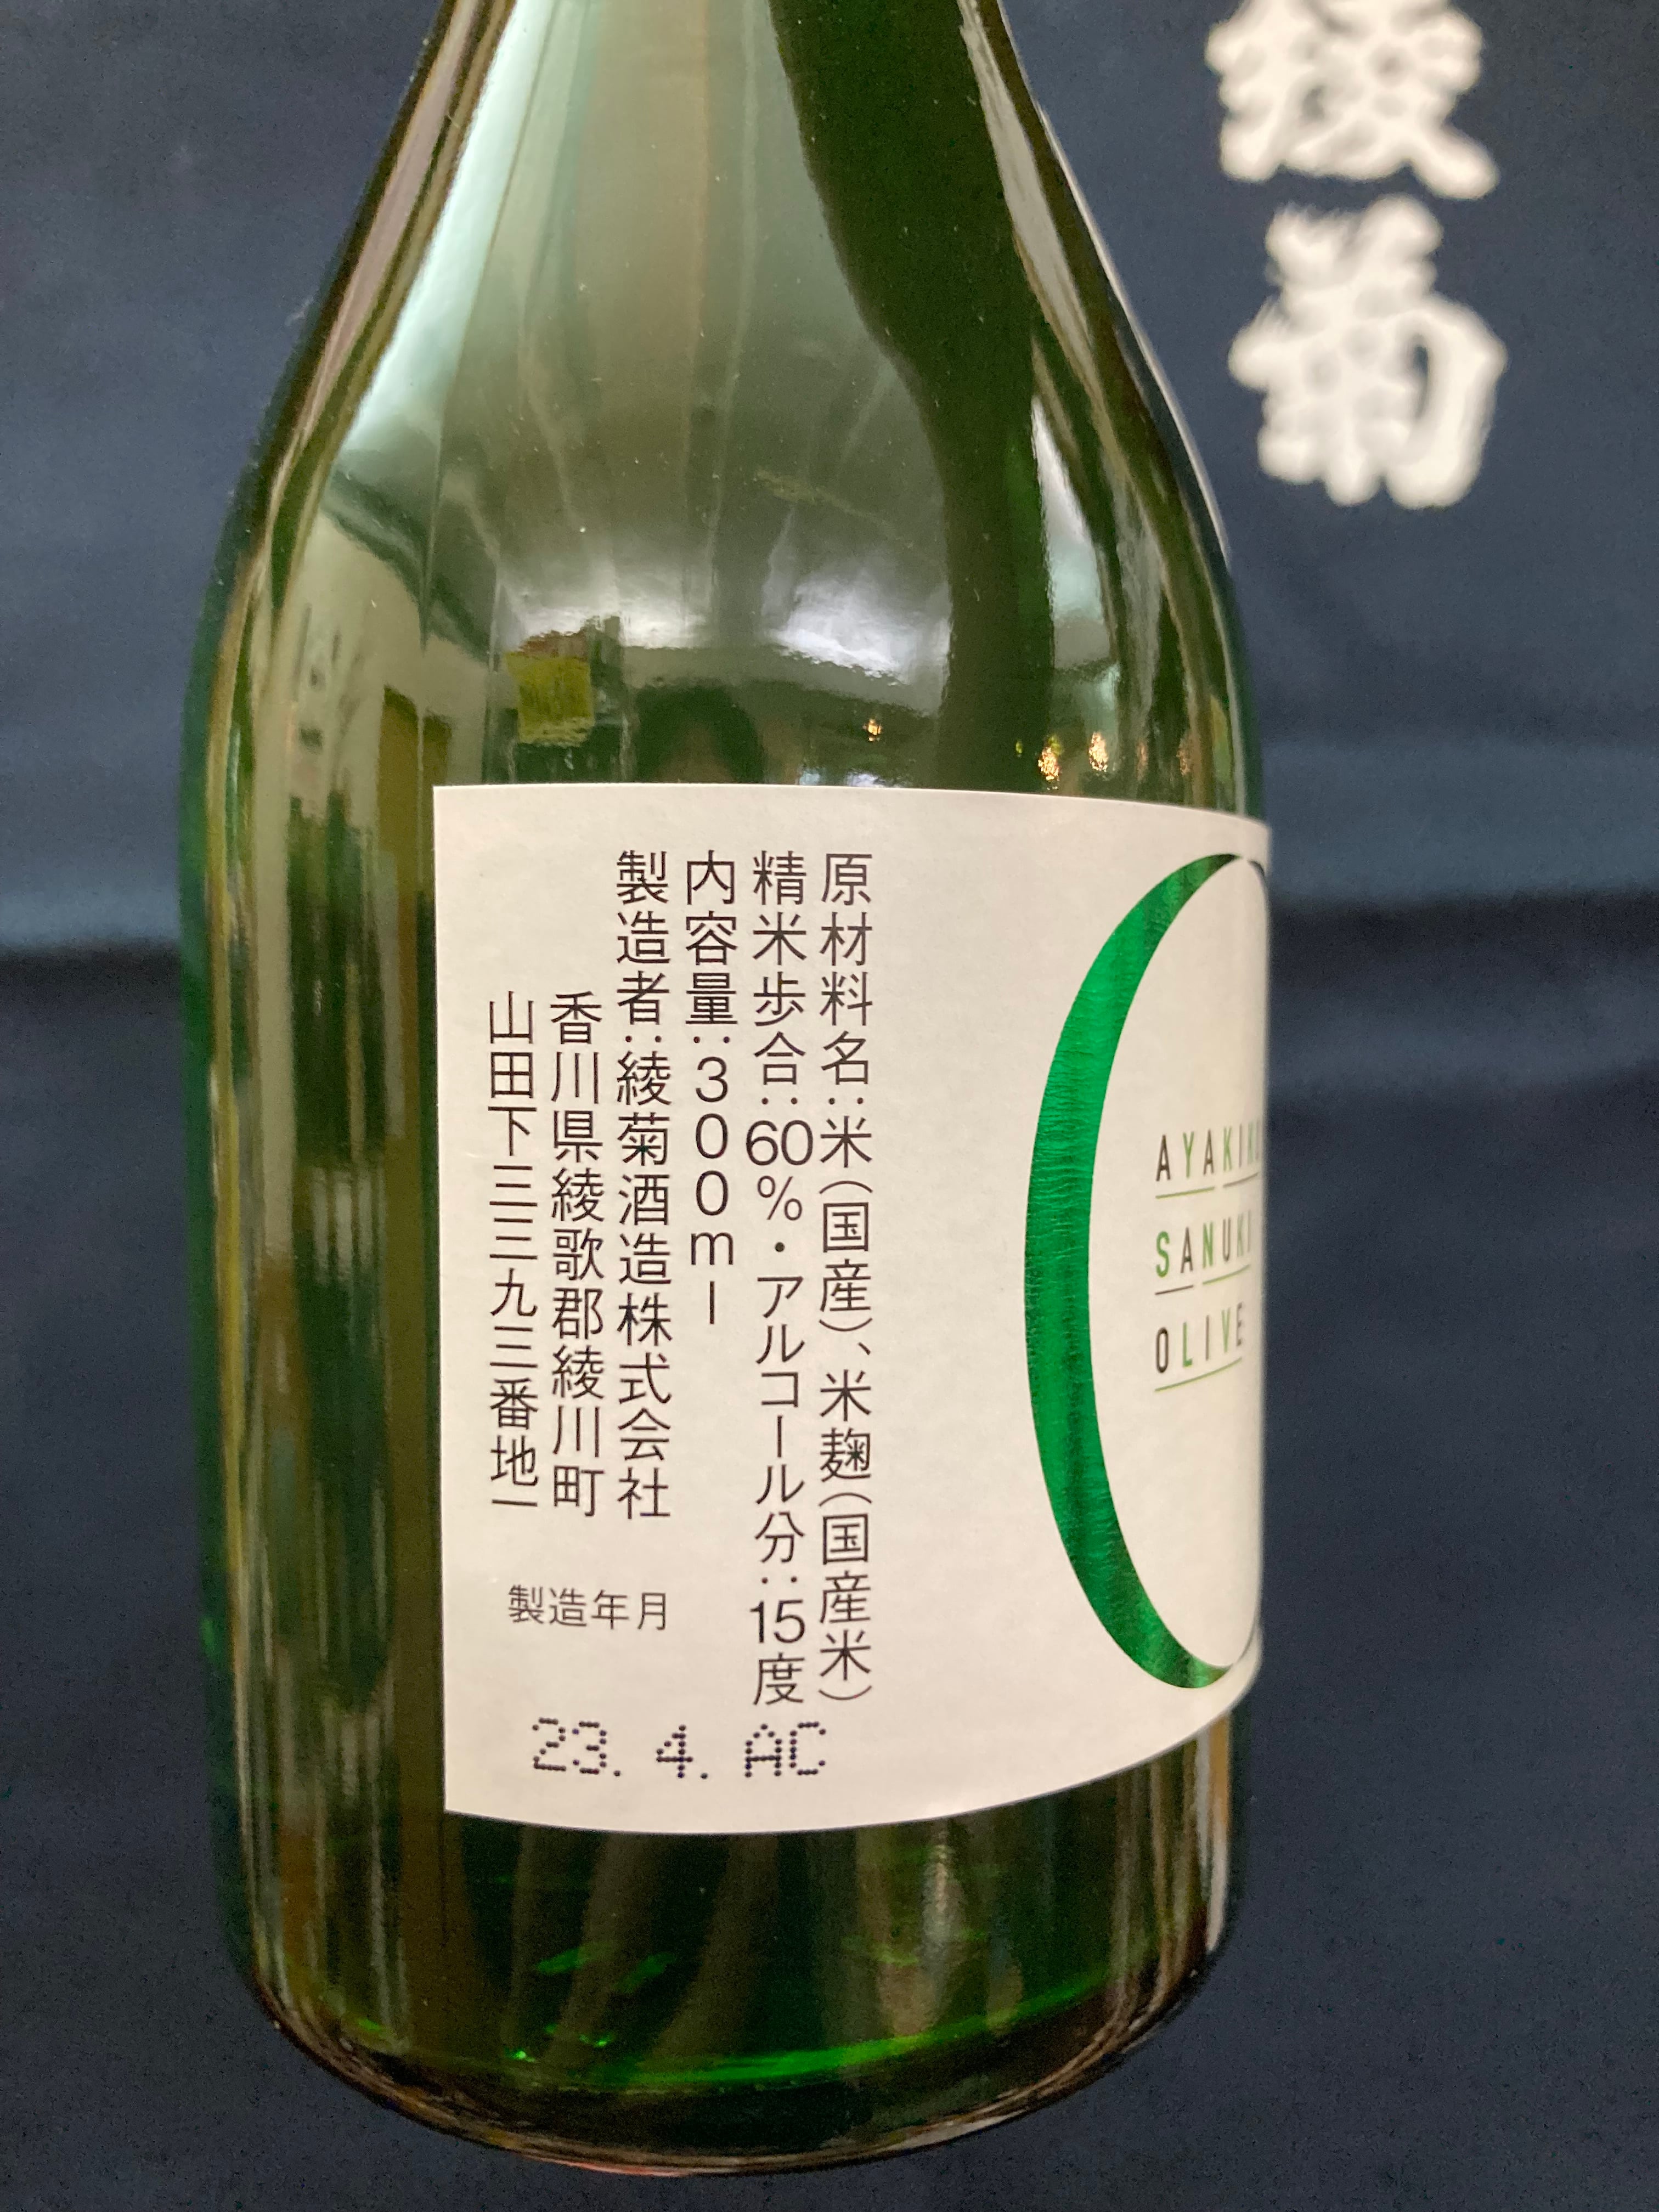 綾菊
原材料名:米(国産)、米麹(国産米)
精米歩合:60%・アルコール分:15度
内容量:300ml
製造者:綾菊酒造株式会社
香川県綾歌郡綾川町
山田下三三九三番地一
製造年月
23. 4. AC
AYAKIKU
SANUKI
OLIVE